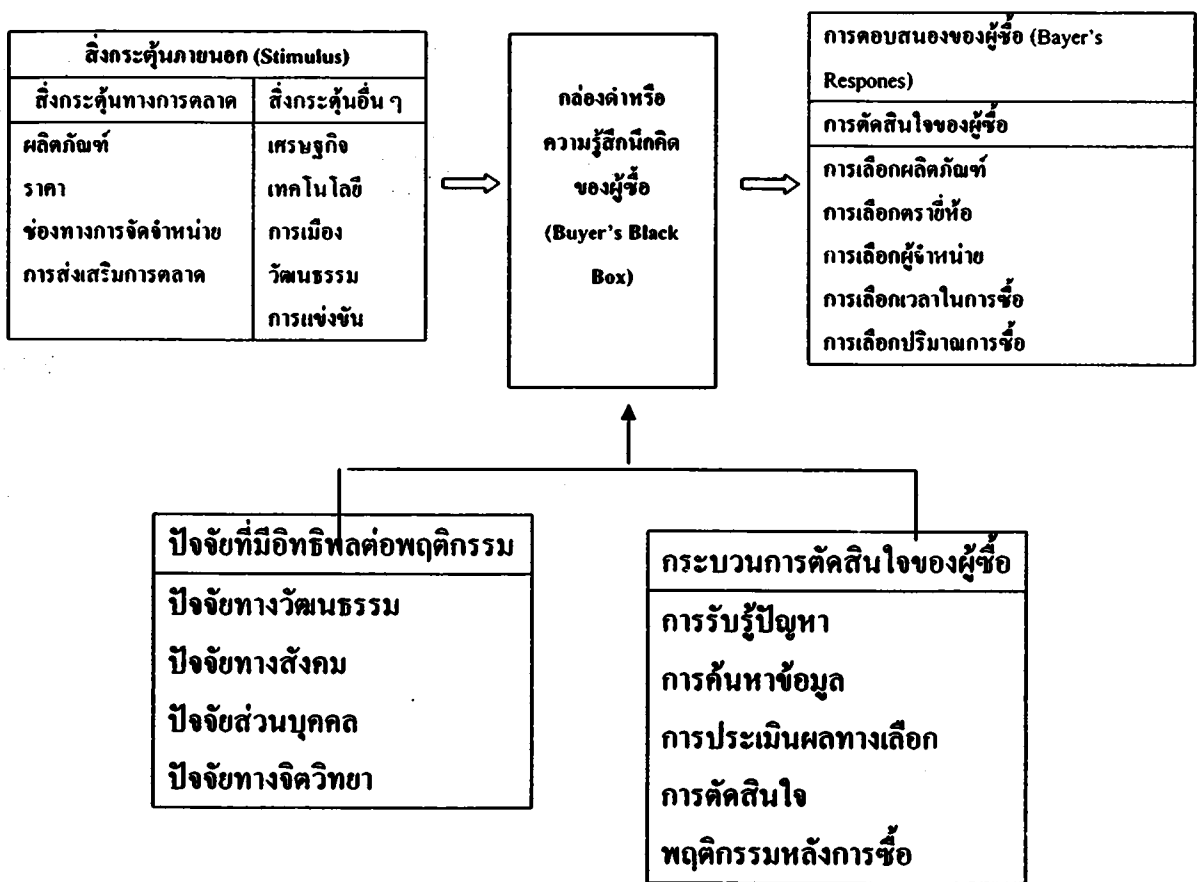 สิ่งกระตุ้นภายนอก (Stimulus)
สิ่งกระตุ้นทางการตลาด
สิ่งกระตุ้นอื่น ๆ
ผลิตภัณฑ์
ราคา
ช่องทางการจัดจำหน่าย
การส่งเสริมการตลาด
เศรษฐกิจ
เทคโนโลยี
การเมือง
วัฒนธรรม
การแข่งขัน
กล่องดำหรือ
ความรู้สึกนึกคิด
ของผู้ซื้อ
(Buyer's Black
Box)
การตอบสนองของผู้ซื้อ (Bayer's
Respones)
การตัดสินใจของผู้ซื้อ
การเลือกผลิตภัณฑ์
การเลือกตรายี่ห้อ
การเลือกผู้จำหน่าย
การเลือกเวลาในการซื้อ
การเลือกปริมาณการซื้อ
ปัจจัยที่มีอิทธิพลต่อพฤติกรรม
ปัจจัยทางวัฒนธรรม
ปัจจัยทางสังคม
ปัจจัยส่วนบุคคล
ปัจจัยทางจิตวิทยา
กระบวนการตัดสินใจของผู้ซื้อ
การรับรู้ปัญหา
การค้นหาข้อมูล
การประเมินผลทางเลือก
การตัดสินใจ
พฤติกรรมหลังการซื้อ